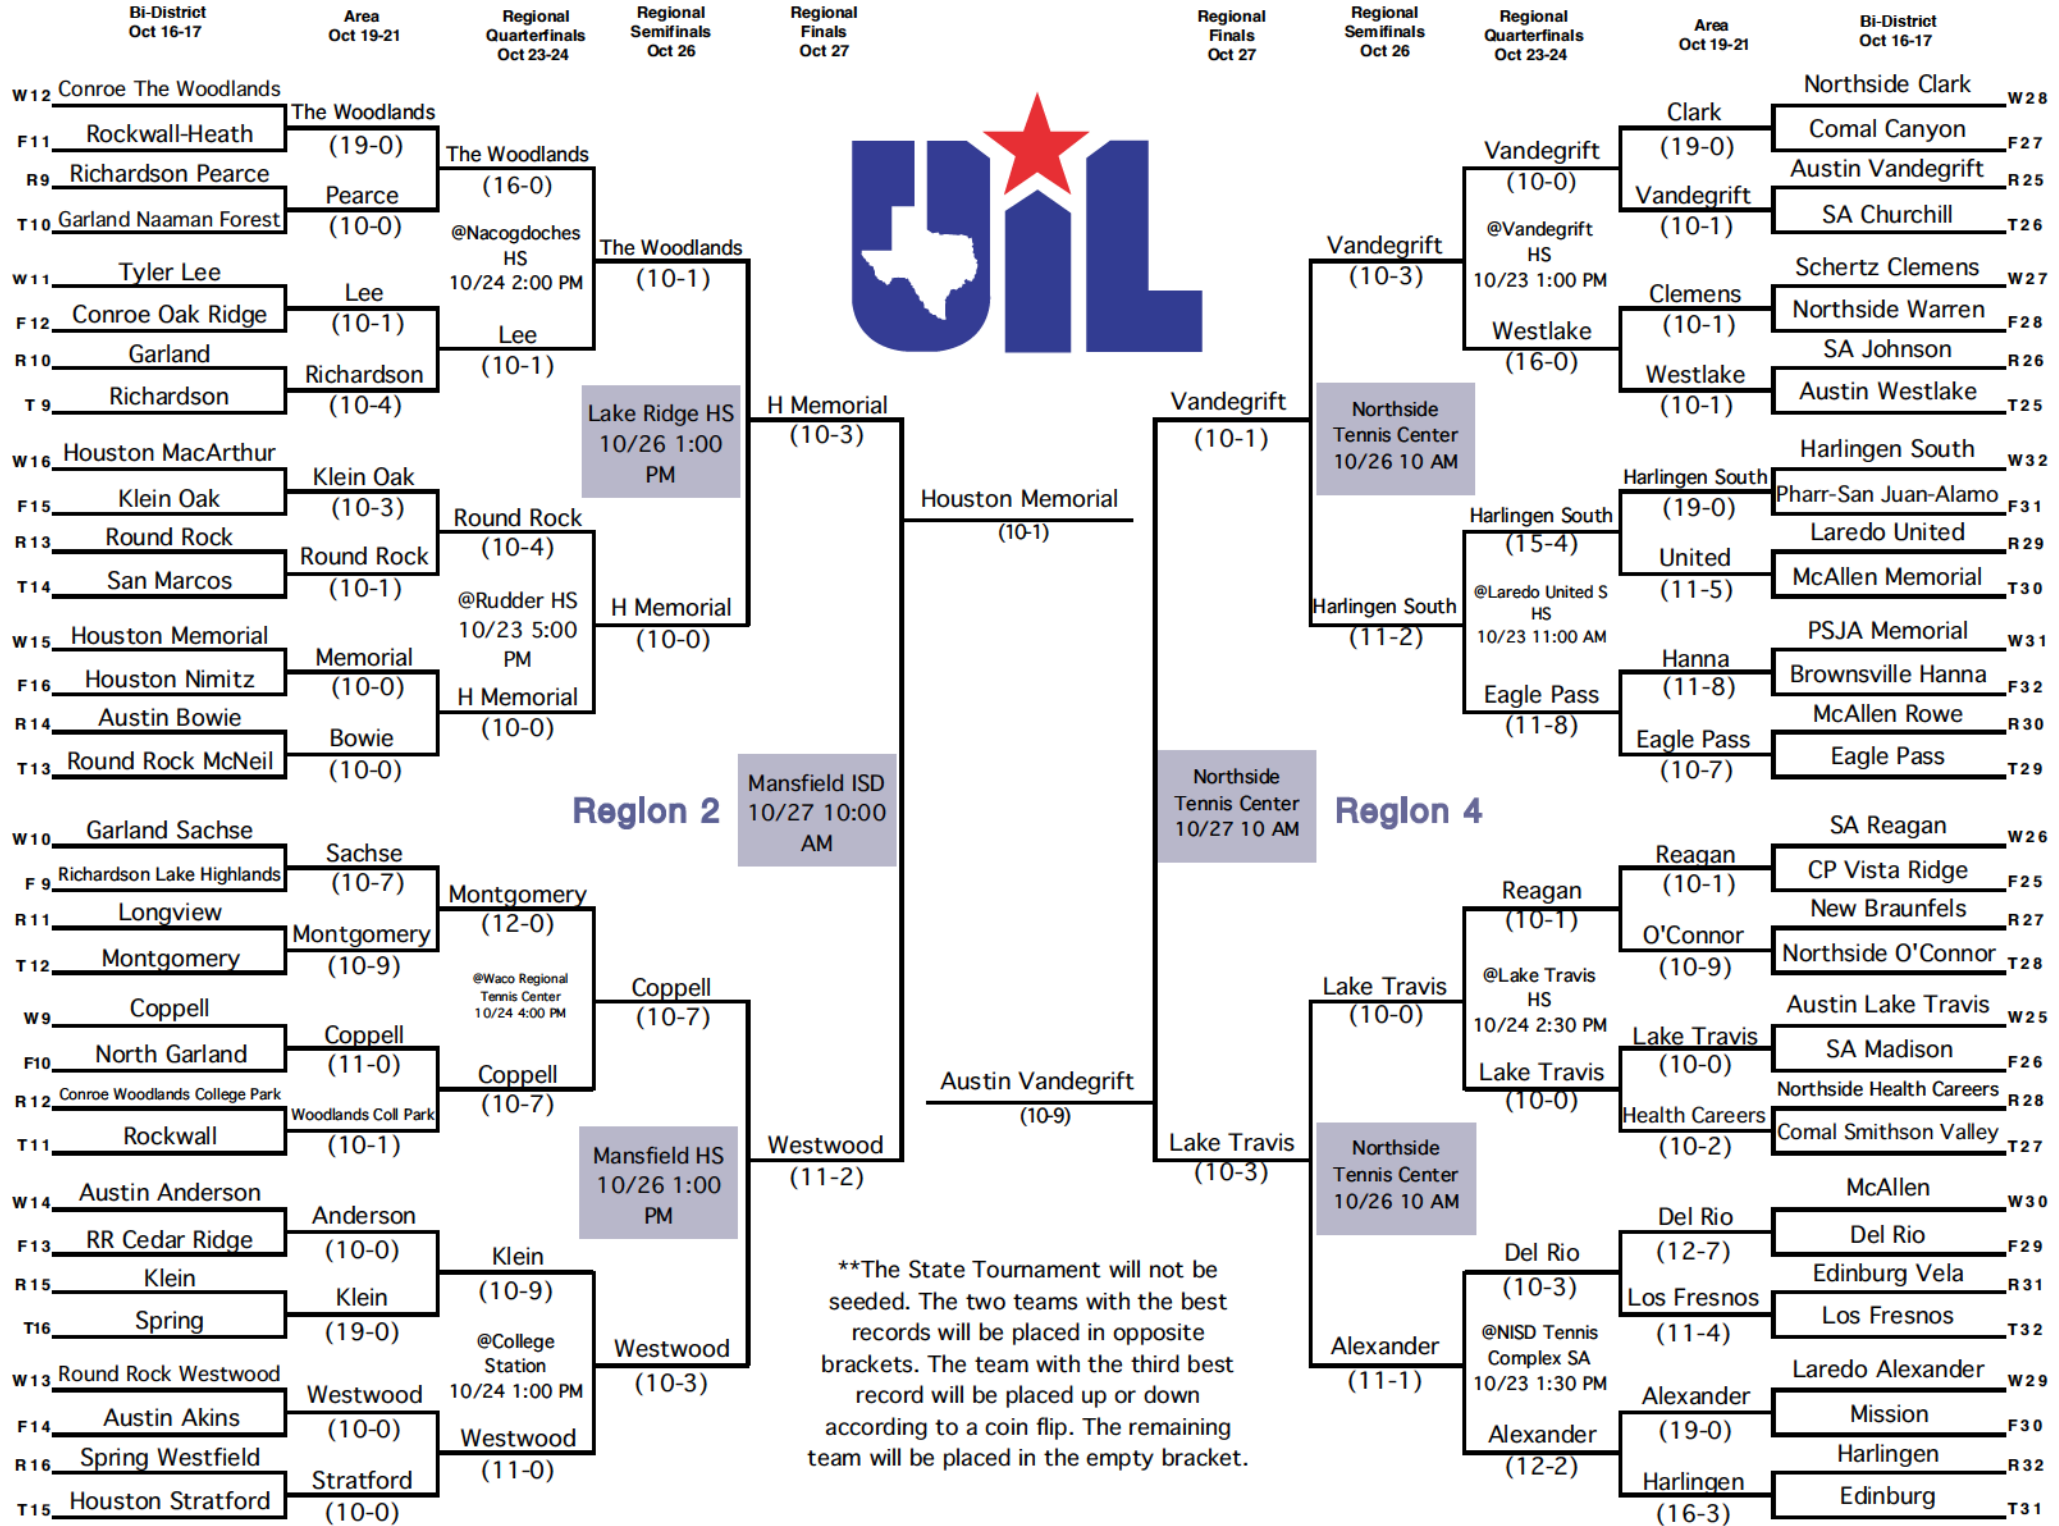 Bi-District
Oct 16-17
Area
Oct 19-21
Regional
Quarterfinals
Oct 23-24
Regional
Semifinals
Oct 26
Regional
Finals
Oct 27
Regional
Finals
Oct 27
Regional
Semifinals
Oct 26
Regional
Quarterfinals
Oct 23-24
Area
Oct 19-21
Bi-District
Oct 16-17
W12 Conroe The Woodlands
F11 Rockwall-Heath
R9 Richardson Pearce
T10 Garland Naaman Forest
W11 Tyler Lee
F12 Conroe Oak Ridge
R10 Garland
T9 Richardson
W16 Houston MacArthur
F15 Klein Oak
R13 Round Rock
T14 San Marcos
W15 Houston Memorial
F16 Houston Nimitz
R14 Austin Bowie
T13 Round Rock McNeil
W10 Garland Sachse
F9 Richardson Lake Highlands
R11 Longview
T12 Montgomery
W9 Coppell
F10 North Garland
R12 Conroe Woodlands College Park
T11 Rockwall
W14 Austin Anderson
F13 RR Cedar Ridge
R15 Klein
T16 Spring
W13 Round Rock Westwood
F14 Austin Akins
R16 Spring Westfield
T15 Houston Stratford
The Woodlands
(19-0)
Pearce
(10-0)
Lee
(10-1)
Richardson
(10-4)
Klein Oak
(10-3)
Round Rock
(10-1)
Memorial
(10-0)
Bowie
(10-0)
Sachse
(10-7)
Montgomery
(10-9)
Coppell
(11-0)
Woodlands Coll Park
(10-1)
Anderson
(10-0)
Klein
(19-0)
Westwood
(10-0)
Stratford
(10-0)
The Woodlands
(16-0)
@Nacogdoches
HS
10/24 2:00 PM
Lee
(10-1)
Round Rock
(10-4)
@Rudder HS
10/23 5:00
PM
H Memorial
(10-0)
Montgomery
(12-0)
@Waco Regional
Tennis Center
10/24 4:00 PM
Coppell
(10-7)
Klein
(10-9)
@College
Station
10/24 1:00 PM
Westwood
(11-0)
The Woodlands
(10-1)
Lake Ridge HS
10/26 1:00
PM
H Memorial
(10-0)
Region 2
Coppell
(10-7)
Mansfield HS
10/26 1:00
PM
Westwood
(10-3)
H Memorial
(10-3)
Mansfield ISD
10/27 10:00
AM
Westwood
(11-2)
UIL
Houston Memorial
(10-1)
Austin Vandegrift
(10-9)
**The State Tournament will not be
seeded. The two teams with the best
records will be placed in opposite
brackets. The team with the third best
record will be placed up or down
according to a coin flip. The remaining
team will be placed in the empty bracket.
Vandegrift
(10-1)
Northside
Tennis Center
10/27 10 AM
Lake Travis
(10-3)
Vandegrift
(10-3)
Northside
Tennis Center
10/26 10 AM
Harlingen South
(11-2)
Region 4
Lake Travis
(10-0)
Northside
Tennis Center
10/26 10 AM
Alexander
(11-1)
Vandegrift
(10-0)
@Vandegrift
HS
10/23 1:00 PM
Westlake
(16-0)
Harlingen South
(15-4)
@Laredo United S
HS
10/23 11:00 AM
Eagle Pass
(11-8)
Reagan
(10-1)
@Lake Travis
HS
10/24 2:30 PM
Lake Travis
(10-0)
Del Rio
(10-3)
@NISD Tennis
Complex SA
10/23 1:30 PM
Alexander
(12-2)
Clark
(19-0)
Vandegrift
(10-1)
Clemens
(10-1)
Westlake
(10-1)
Harlingen South
(19-0)
United
(11-5)
Hanna
(11-8)
Eagle Pass
(10-7)
Reagan
(10-1)
O'Connor
(10-9)
Lake Travis
(10-0)
Health Careers
(10-2)
Del Rio
(12-7)
Los Fresnos
(11-4)
Alexander
(19-0)
Harlingen
(16-3)
Northside Clark W28
Comal Canyon F27
Austin Vandegrift R25
SA Churchill T26
Schertz Clemens W27
Northside Warren F28
SA Johnson R26
Austin Westlake T25
Harlingen South W32
Pharr-San Juan-Alamo F31
Laredo United R29
McAllen Memorial T30
PSJA Memorial W31
Brownsville Hanna F32
McAllen Rowe R30
Eagle Pass T29
SA Reagan W26
CP Vista Ridge F25
New Braunfels R27
Northside O'Connor T28
Austin Lake Travis W25
SA Madison F26
Northside Health Careers R28
Comal Smithson Valley T27
McAllen W30
Del Rio F29
Edinburg Vela R31
Los Fresnos T32
Laredo Alexander W29
Mission F30
Harlingen R32
Edinburg T31